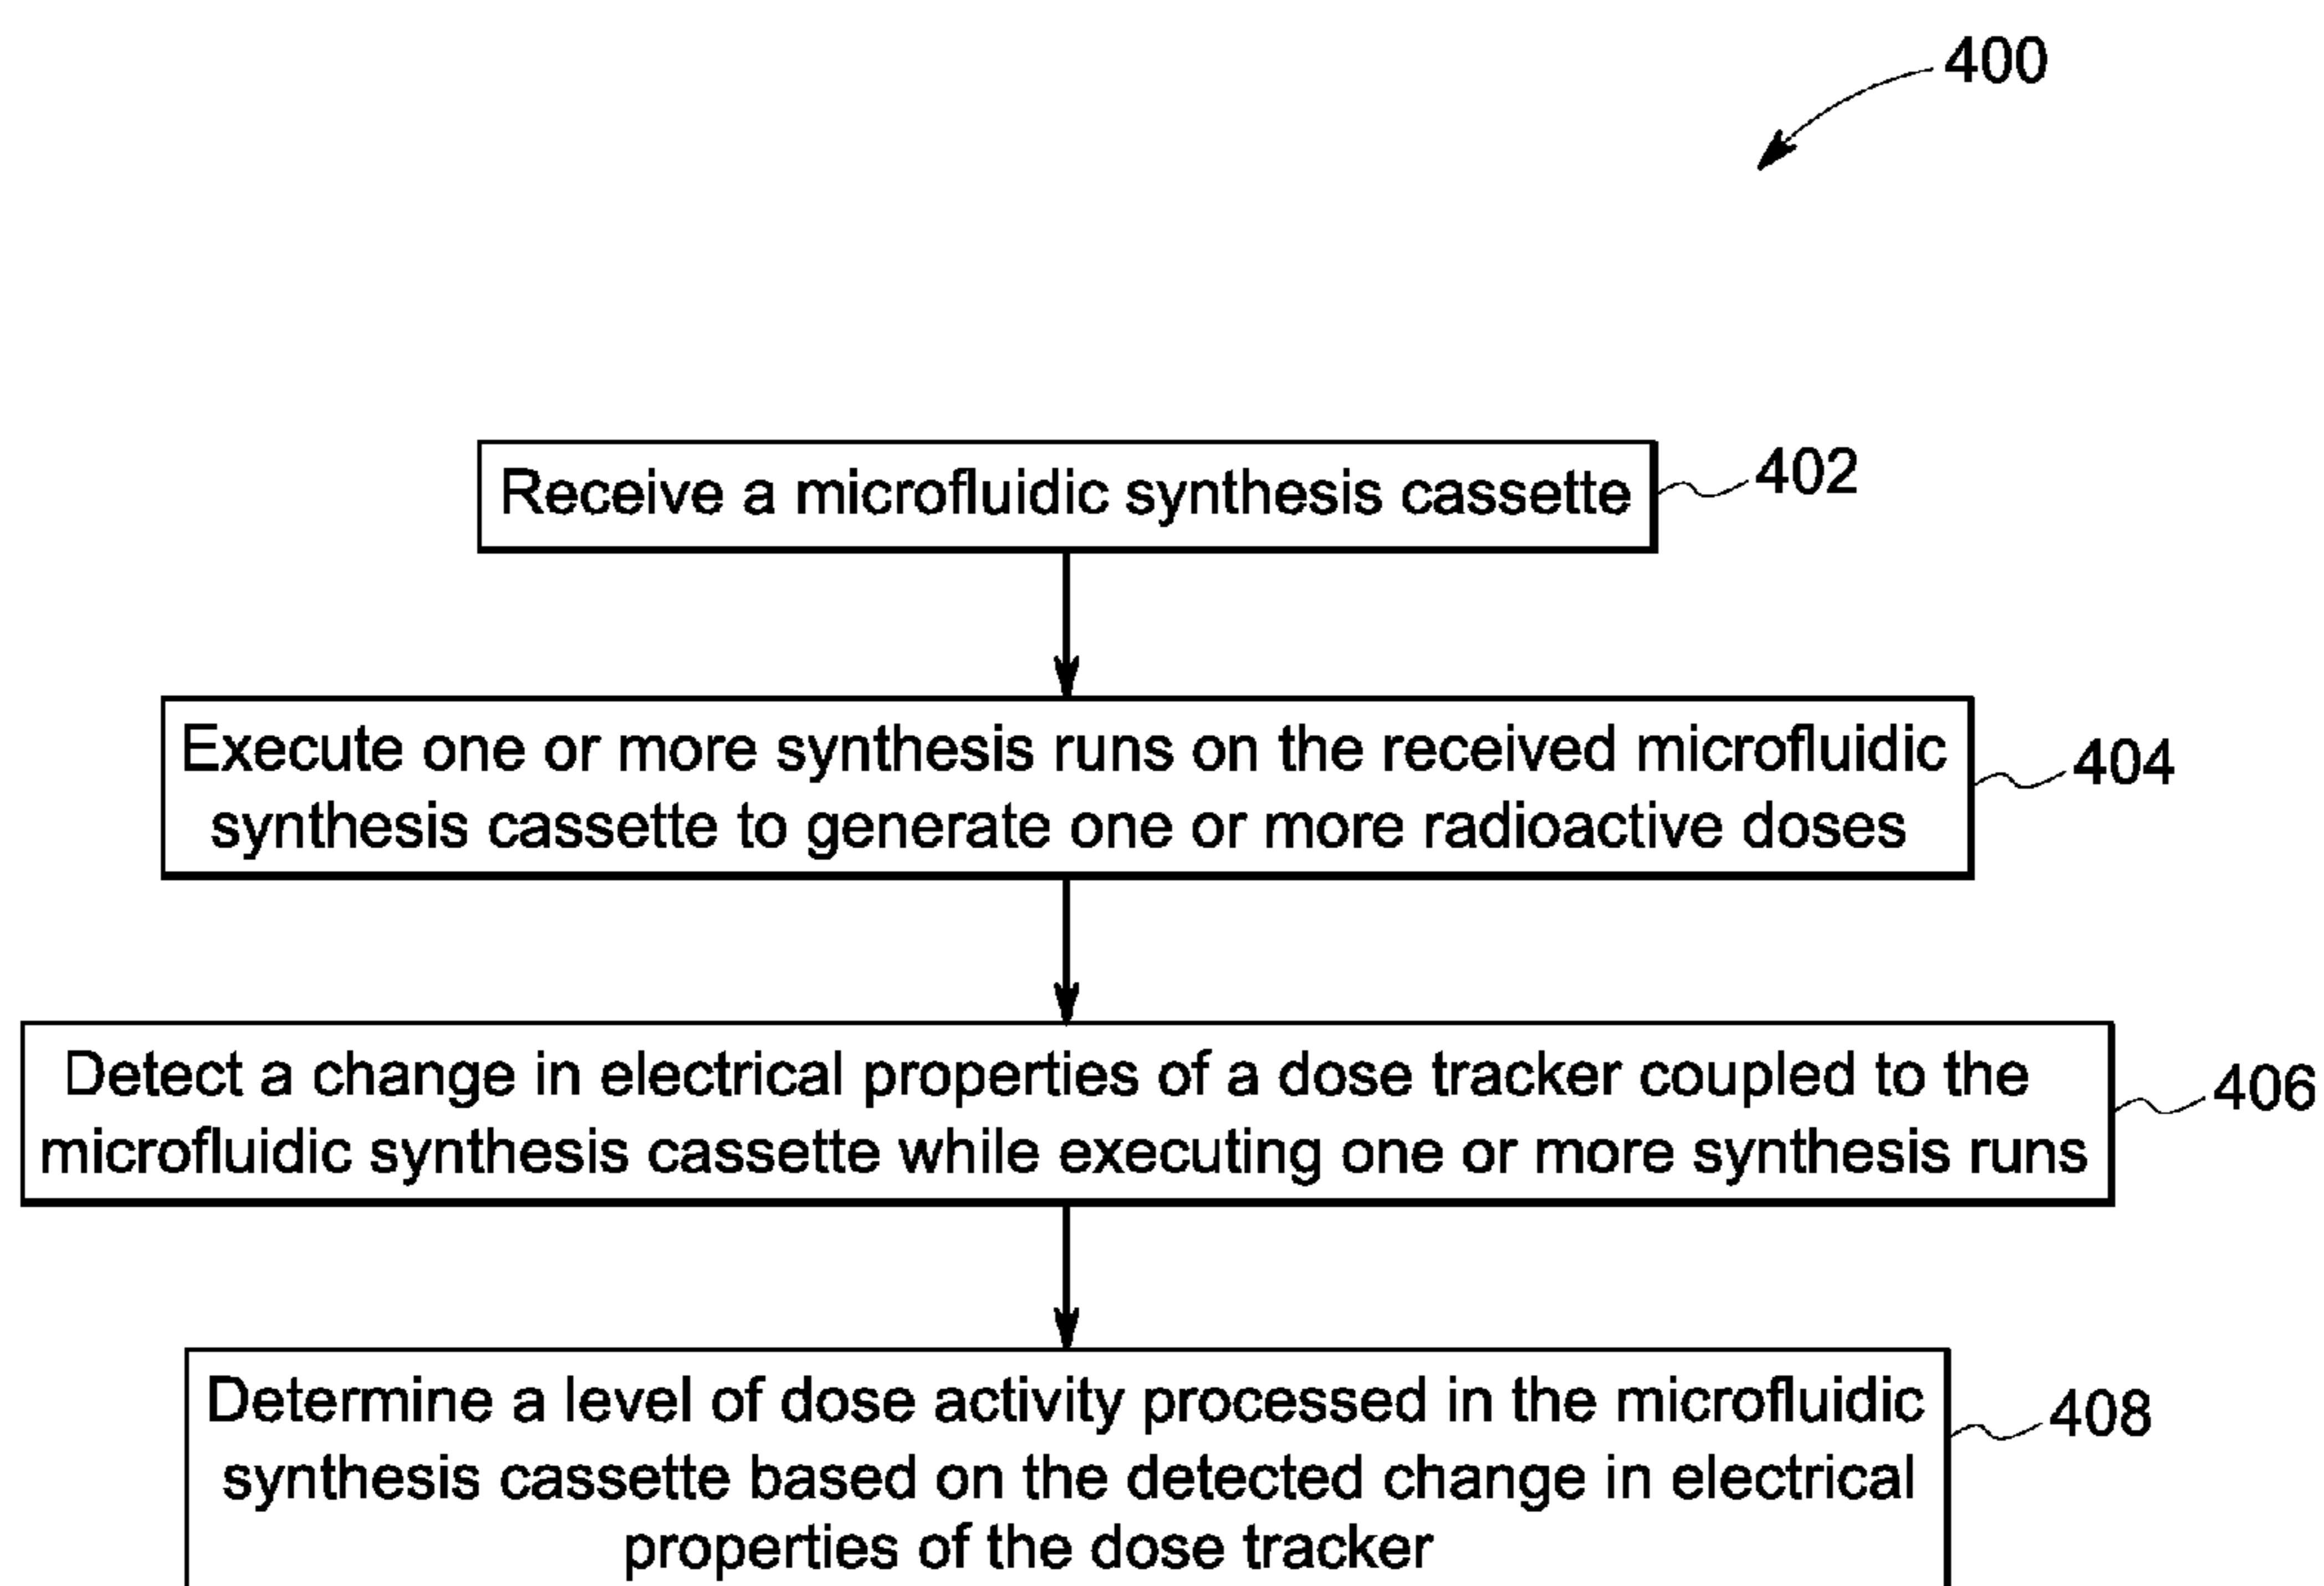 400
Receive a microfluidic synthesis cassette
402
Execute one or more synthesis runs on the received microfluidic
synthesis cassette to generate one or more radioactive doses
404
Detect a change in electrical properties of a dose tracker coupled to the
microfluidic synthesis cassette while executing one or more synthesis runs
406
Determine a level of dose activity processed in the microfluidic
synthesis cassette based on the detected change in electrical
properties of the dose tracker
408